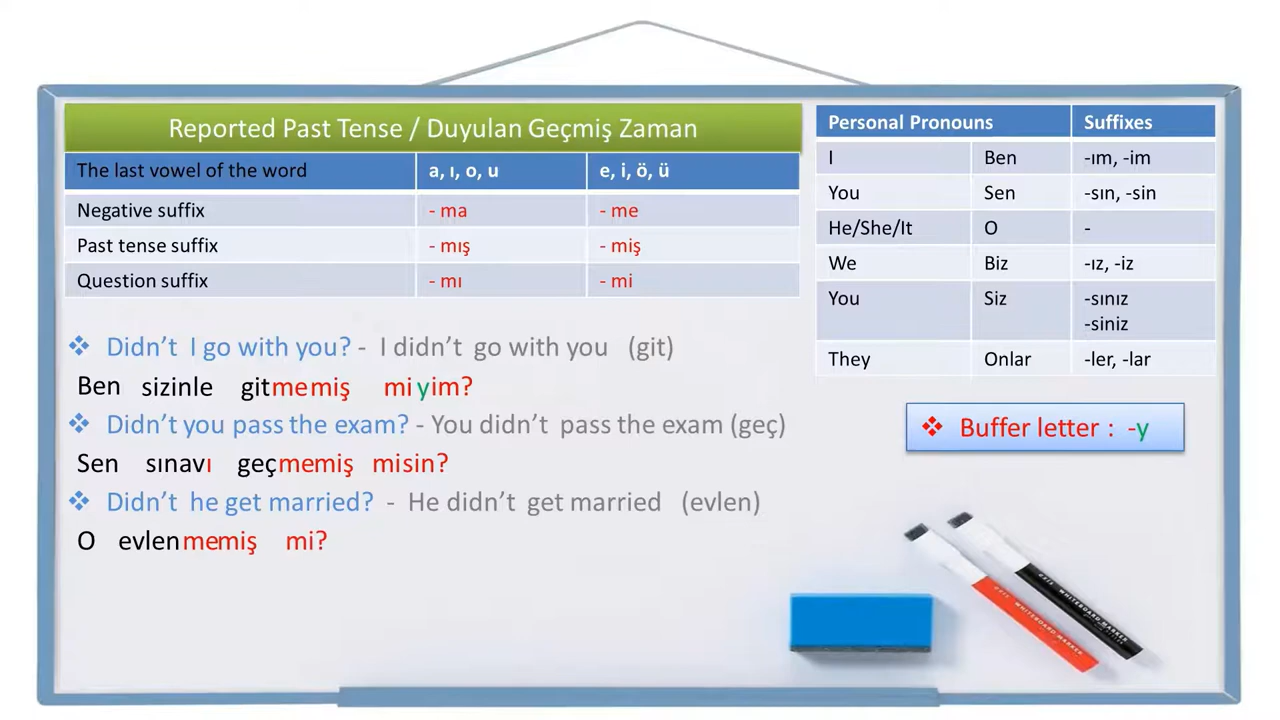 Reported Past Tense / Duyulan Geçmiş Zaman
The last vowel of the word a, ı, o, u e, i, ö, ü
Negative suffix - ma - me
Past tense suffix - mış - miş
Question suffix - mı - mi
Personal Pronouns Suffixes
I Ben -ım, -im
You Sen -sın, -sin
He/She/It O -
We Biz -ız, -iz
You Siz -sınız
-siniz
They Onlar -ler, -lar
❖ Didn’t I go with you? - I didn’t go with you (git)
Ben sizinle gitmemiş miyim?
❖ Didn’t you pass the exam? - You didn’t pass the exam (geç)
Sen sınavı geçmemiş misin?
❖ Didn’t he get married? - He didn’t get married (evlen)
O evlenmemiş mi?
❖ Buffer letter : -y
WHITEBOARD MARKER
WHITEBOARD MARKER